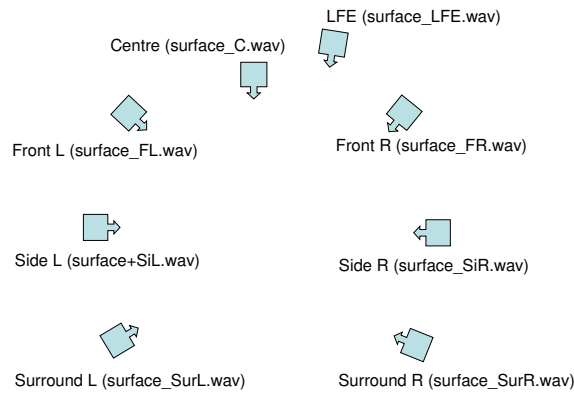 LFE (surface_LFE.wav)
Centre (surface_C.wav)
Front L (surface_FL.wav)
Front R (surface_FR.wav)
Side L (surface+SiL.wav)
Side R (surface_SiR.wav)
Surround L (surface_SurL.wav)
Surround R (surface_SurR.wav)